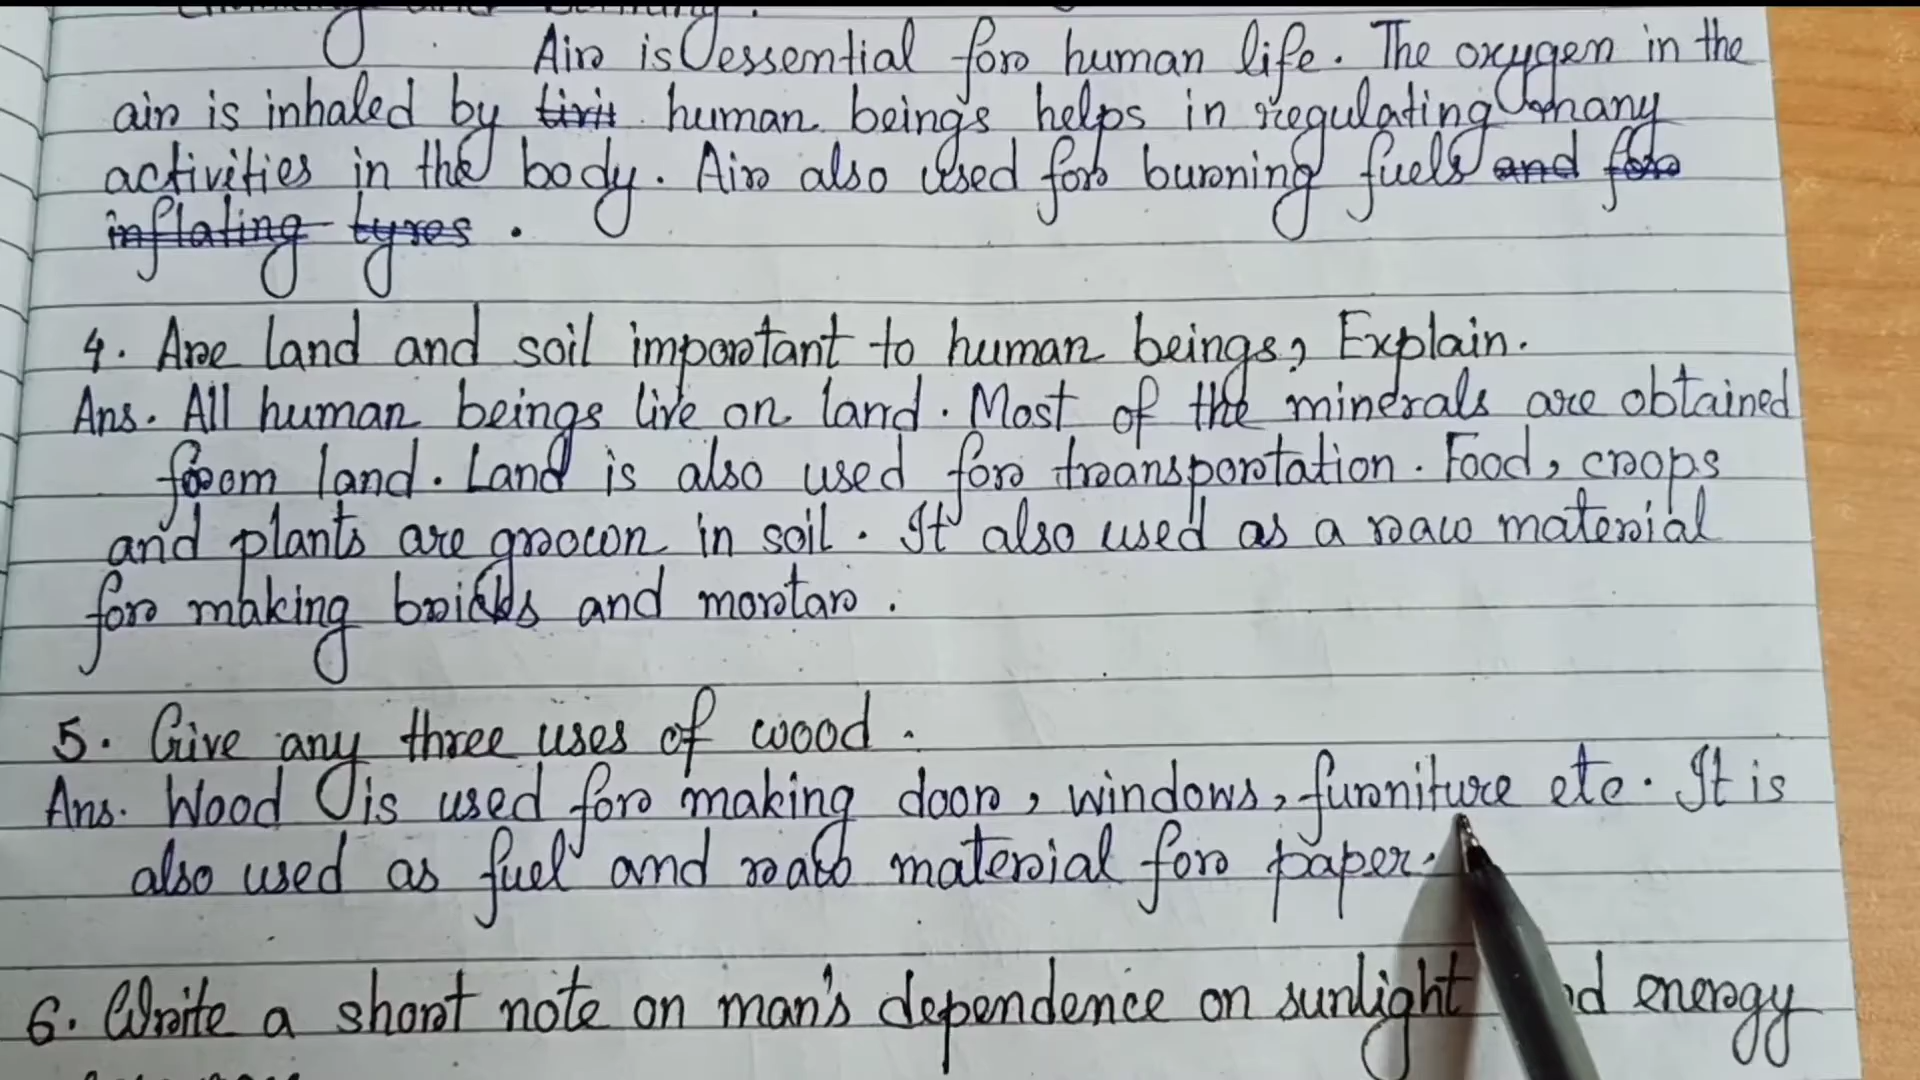 Air is essential for human life. The oxygen in the
air is inhaled by human beings helps in regulating many
activities in the body. Air also used for burning fuels and for
inflating tyres .
4. Are land and soil important to human beings, Explain.
Ans. All human beings live on land. Most of the minerals are obtained
from land. Land is also used for transportation. Food, crops
and plants are grown in soil. It also used as a raw material
for making bricks and mortar.
5. Give any three uses of wood.
Ans. Wood is used for making door, windows, furniture etc. It is
also used as fuel and raw material for paper.
6. Write a short note on man's dependence on sunlight energy